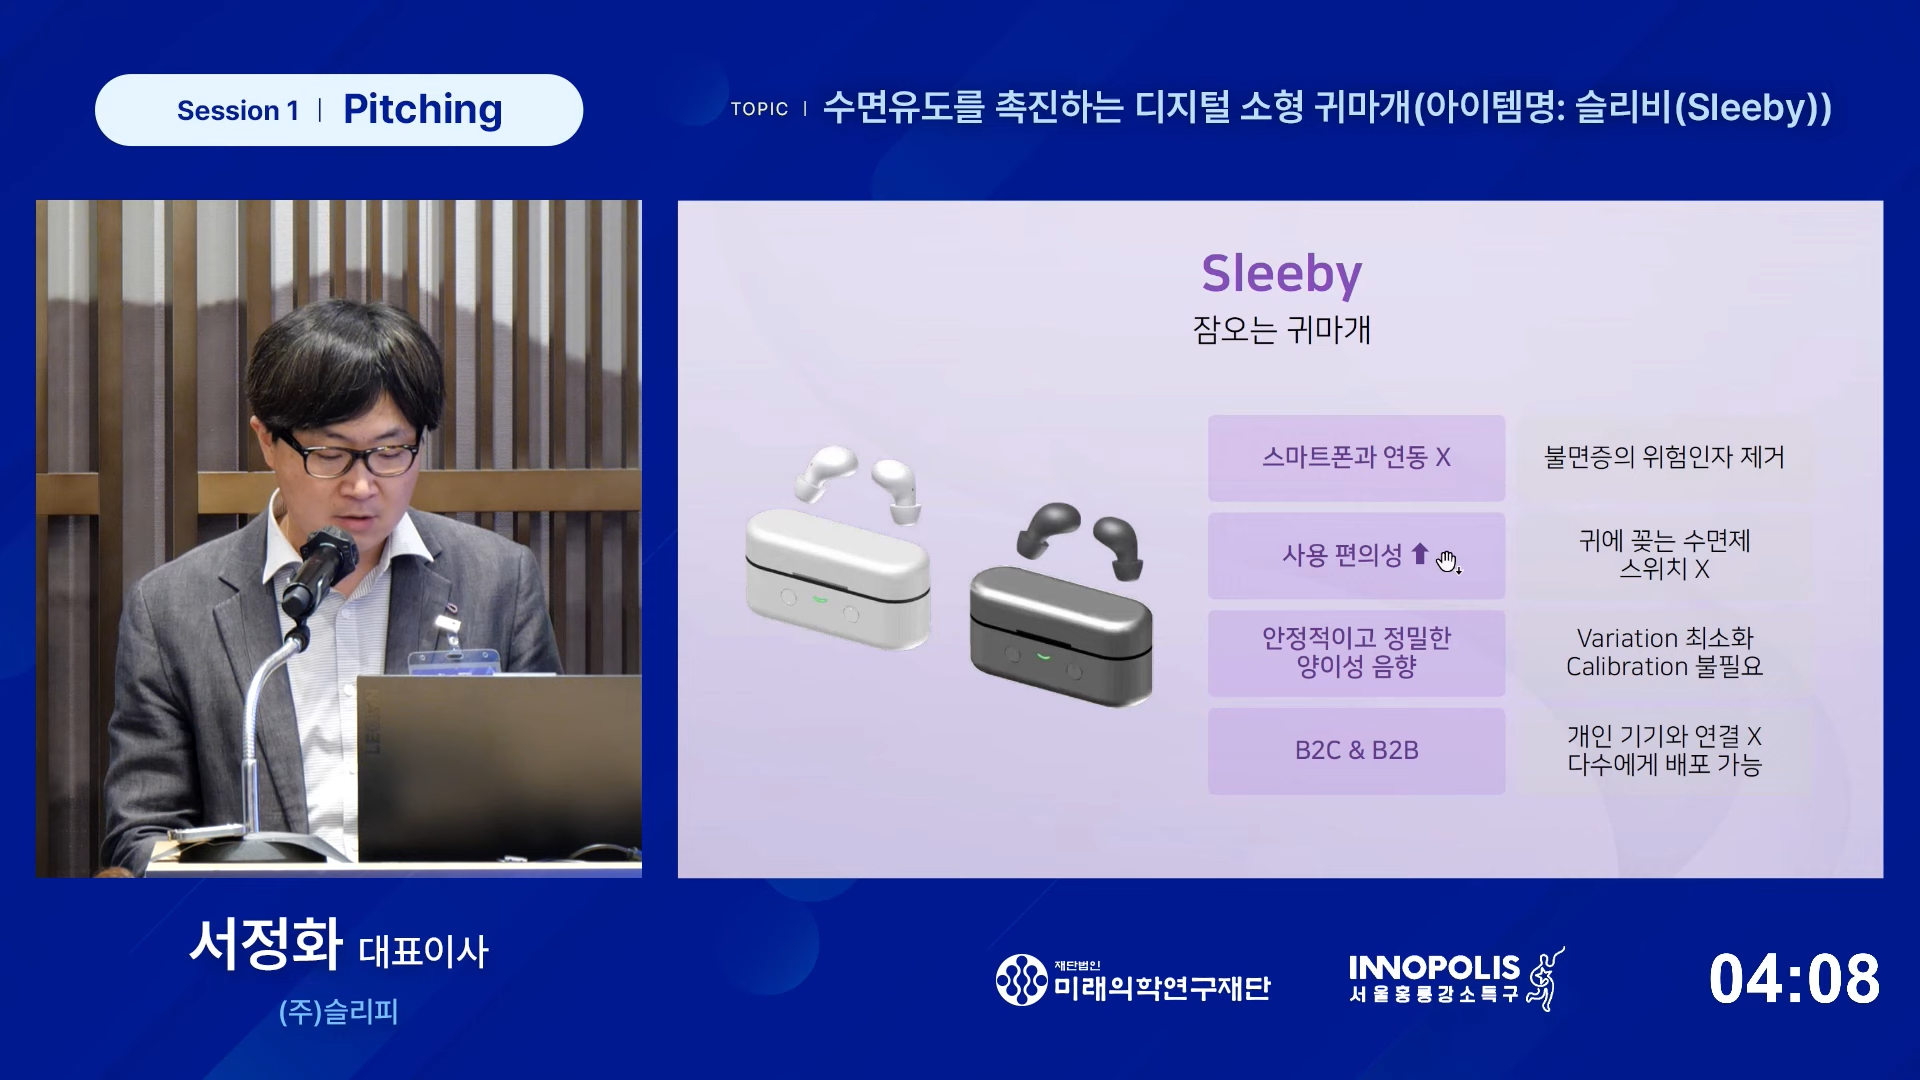 Session 1 | Pitching
TOPIC | 수면유도를 촉진하는 디지털 소형 귀마개(아이템명: 슬리비(Sleeby))
Sleeby
잠오는 귀마개
스마트폰과 연동 X
불면증의 위험인자 제거
사용 편의성 ⬆
귀에 꽂는 수면제
스위치 X
안정적이고 정밀한
양이성 음향
Variation 최소화
Calibration 불필요
B2C & B2B
개인 기기와 연결 X
다수에게 배포 가능
LEGION
서정화 대표이사
(주)슬리피
재단법인
미래의학연구재단
INNOPOLIS
서울홍릉강소특구
04:08